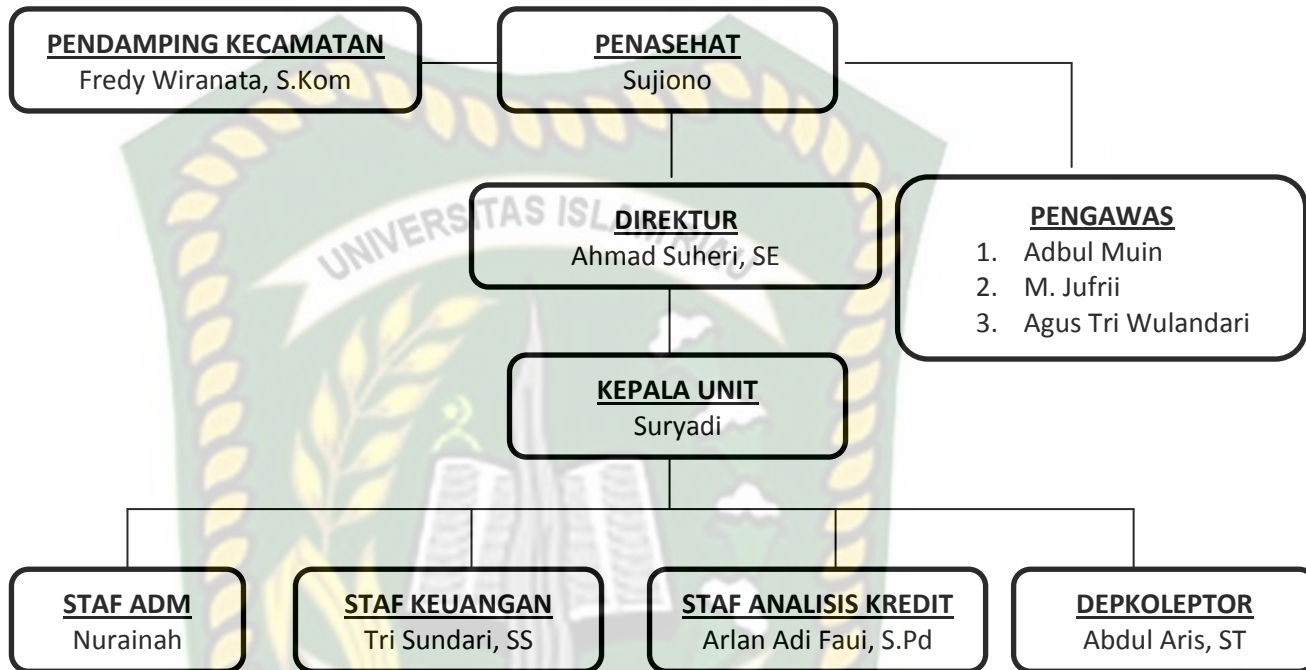 PENDAMPING KECAMATAN
Fredy Wiranata, S.Kom
PENASEHAT
Sujiono
UNIVERSITAS ISLAM RIAU
DIREKTUR
Ahmad Suheri, SE
PENGAWAS
1. Adbul Muin
2. M. Jufrii
3. Agus Tri Wulandari
KEPALA UNIT
Suryadi
STAF ADM
Nurainah
STAF KEUANGAN
Tri Sundari, SS
STAF ANALISIS KREDIT
Arlan Adi Faui, S.Pd
DEPKOLEPTOR
Abdul Aris, ST